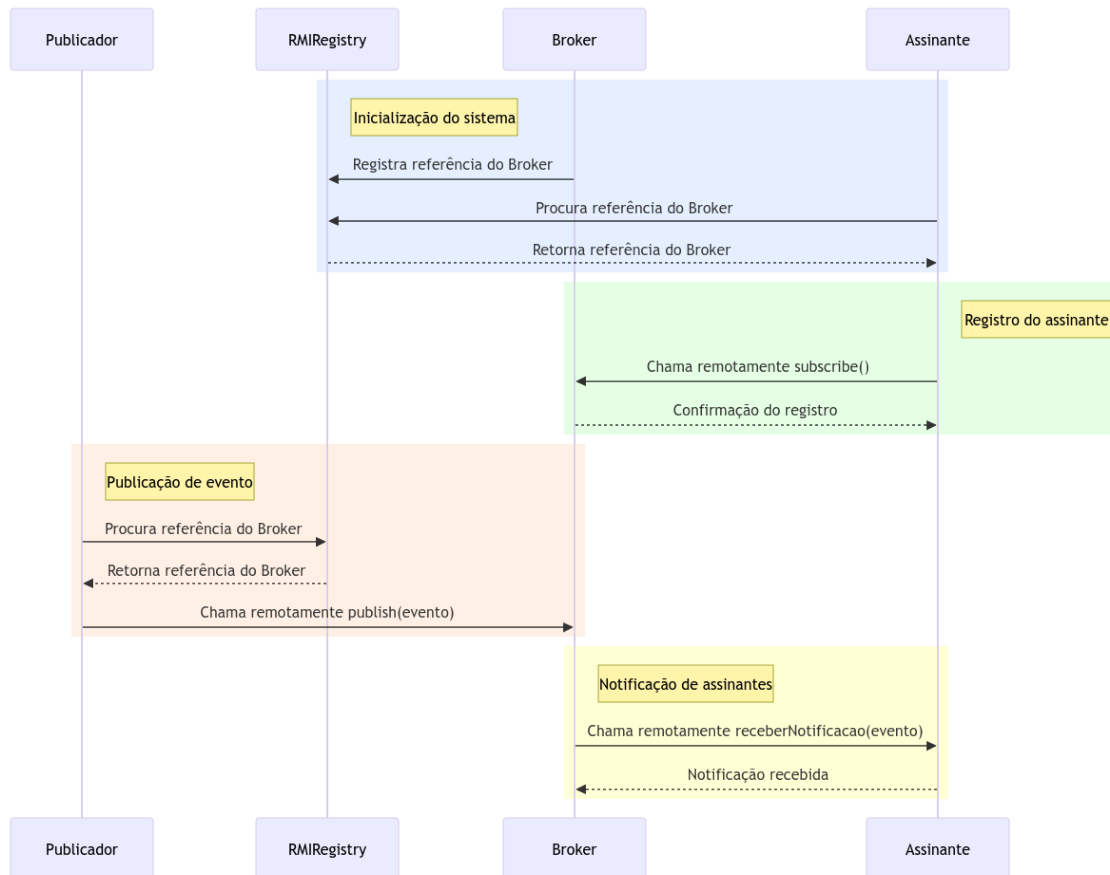 Publicador
RMIRegistry
Broker
Assinante
Inicialização do sistema
Registra referência do Broker
Procura referência do Broker
Retorna referência do Broker
Registro do assinante
Chama remotamente subscribe()
Confirmação do registro
Publicação de evento
Procura referência do Broker
Retorna referência do Broker
Chama remotamente publish(evento)
Notificação de assinantes
Chama remotamente receberNotificacao(evento)
Notificação recebida
Publicador
RMIRegistry
Broker
Assinante